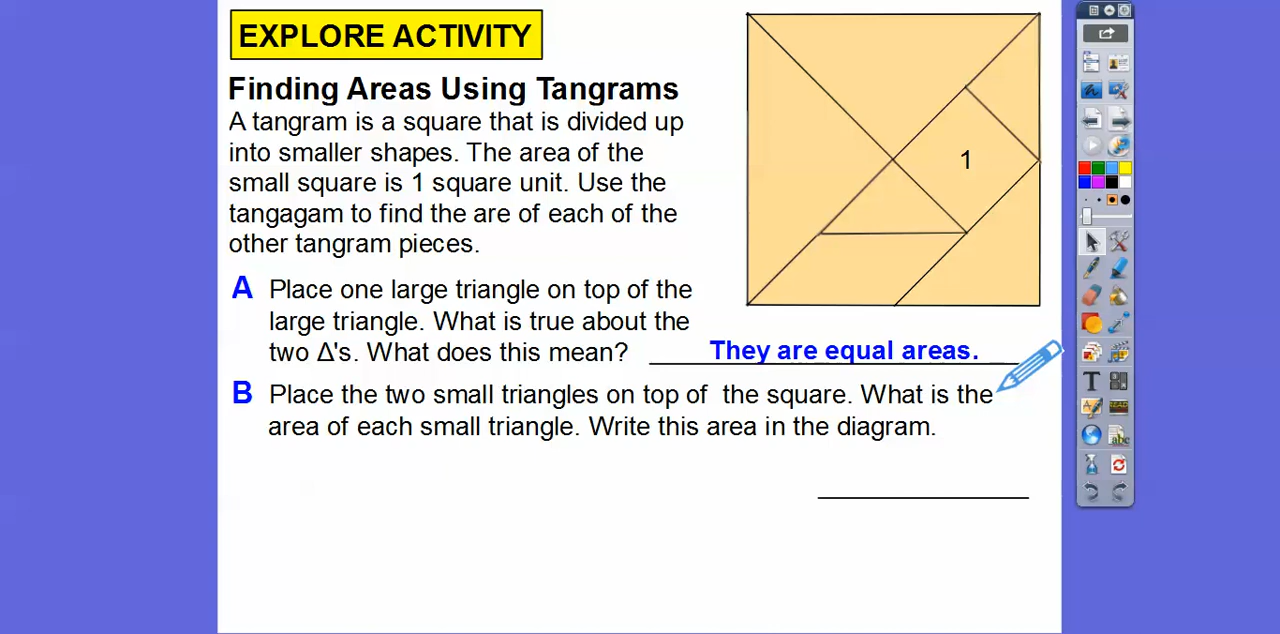 EXPLORE ACTIVITY
Finding Areas Using Tangrams
A tangram is a square that is divided up
into smaller shapes. The area of the
small square is 1 square unit. Use the
tangagam to find the are of each of the
other tangram pieces.
1
A Place one large triangle on top of the
large triangle. What is true about the
two Δ's. What does this mean? They are equal areas.
B Place the two small triangles on top of the square. What is the
area of each small triangle. Write this area in the diagram.
T
abc